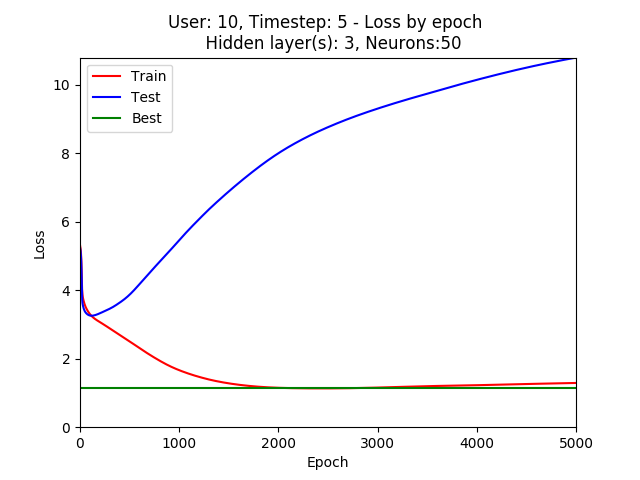 User: 10, Timestep: 5 - Loss by epoch
Hidden layer(s): 3, Neurons:50
Train
Test
Best
10
8
6
4
2
0
Loss
0 1000 2000 3000 4000 5000
Epoch